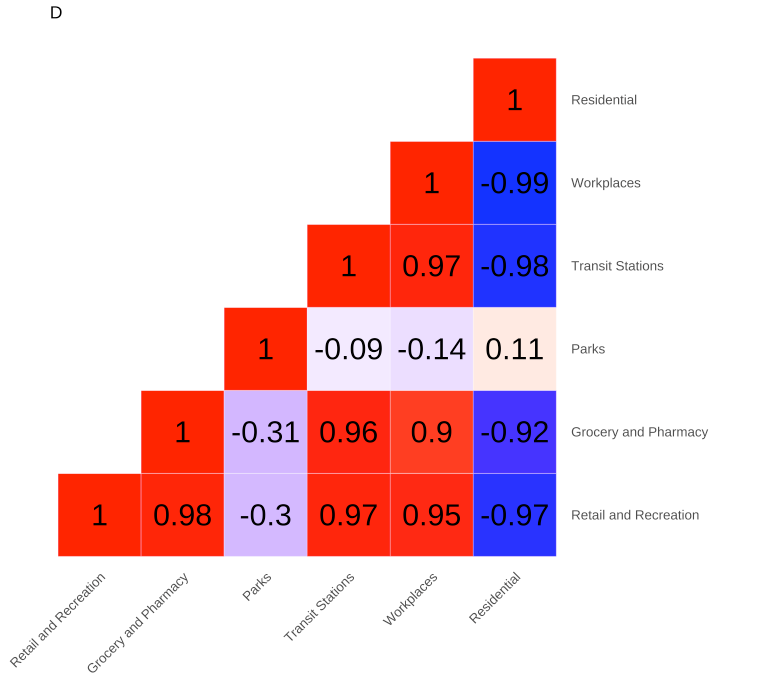 D
1 Residential
1 -0.99 Workplaces
1 0.97 -0.98 Transit Stations
1 -0.09 -0.14 0.11 Parks
1 -0.31 0.96 0.9 -0.92 Grocery and Pharmacy
1 0.98 -0.3 0.97 0.95 -0.97 Retail and Recreation
Retail and Recreation
Grocery and Pharmacy
Parks
Transit Stations
Workplaces
Residential